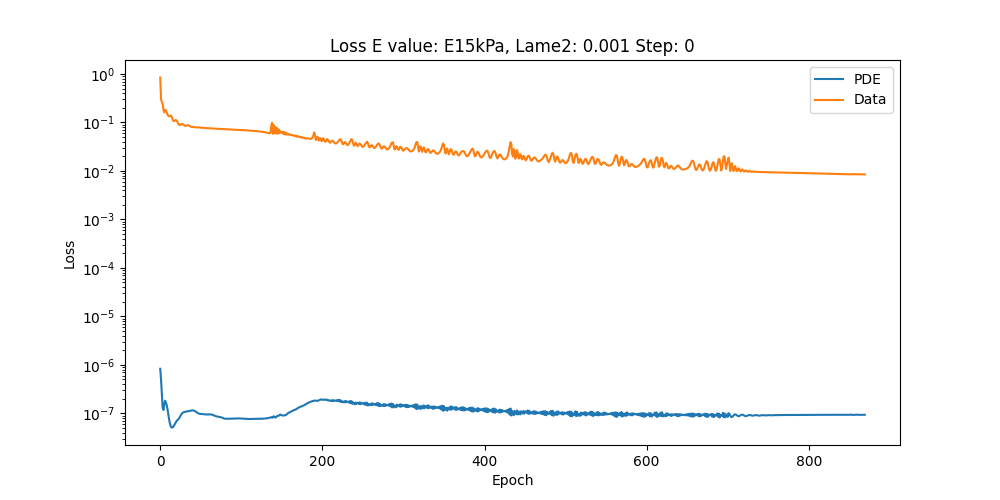 Loss E value: E15kPa, Lame2: 0.001 Step: 0
PDE
Data
10⁰
10⁻¹
10⁻²
10⁻³
10⁻⁴
10⁻⁵
10⁻⁶
10⁻⁷
Loss
0
200
400
600
800
Epoch